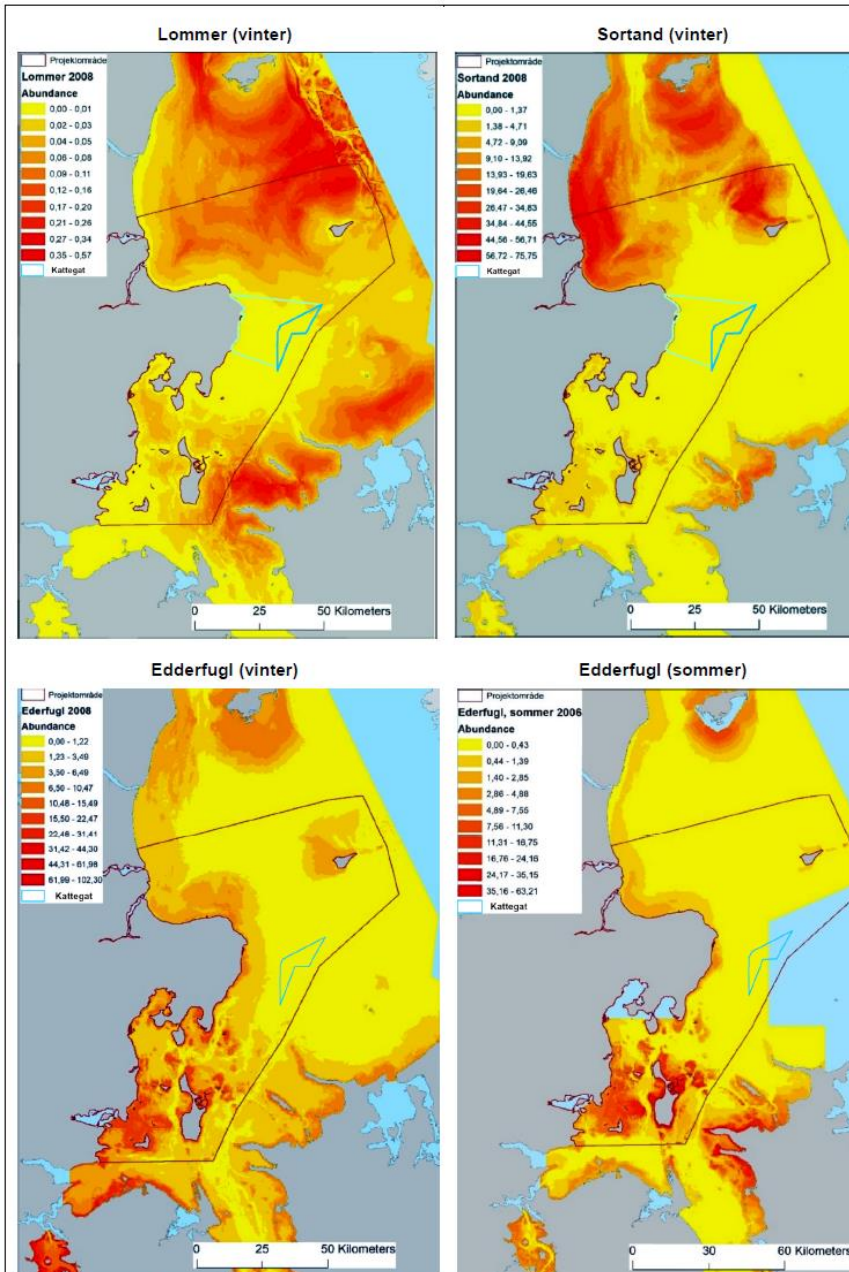 Lommer (vinter)
Projektområde
Lommer 2008
Abundance
0,00 - 0,01
0,02 - 0,03
0,04 - 0,05
0,06 - 0,08
0,09 - 0,11
0,12 - 0,16
0,17 - 0,20
0,21 - 0,26
0,27 - 0,34
0,35 - 0,57
Kattegat
0 25 50 Kilometers
Sortand (vinter)
Projektområde
Sortand 2008
Abundance
0,00 - 1,37
1,38 - 4,71
4,72 - 9,09
9,10 - 13,92
13,93 - 19,63
19,64 - 26,46
26,47 - 34,83
34,84 - 44,55
44,56 - 56,71
56,72 - 75,75
Kattegat
0 25 50 Kilometers
Edderfugl (vinter)
Projektområde
Ederfugl 2008
Abundance
0,00 - 1,22
1,23 - 3,49
3,50 - 6,49
6,50 - 10,47
10,48 - 15,49
15,50 - 22,47
22,48 - 31,41
31,42 - 44,30
44,31 - 61,98
61,99 - 102,30
Kattegat
0 25 50 Kilometers
Edderfugl (sommer)
Projektområde
Ederfugl, sommer 2006
Abundance
0,00 - 0,43
0,44 - 1,39
1,40 - 2,85
2,86 - 4,88
4,89 - 7,55
7,56 - 11,30
11,31 - 16,75
16,76 - 24,16
24,17 - 35,15
35,16 - 63,21
Kattegat
0 30 60 Kilometers